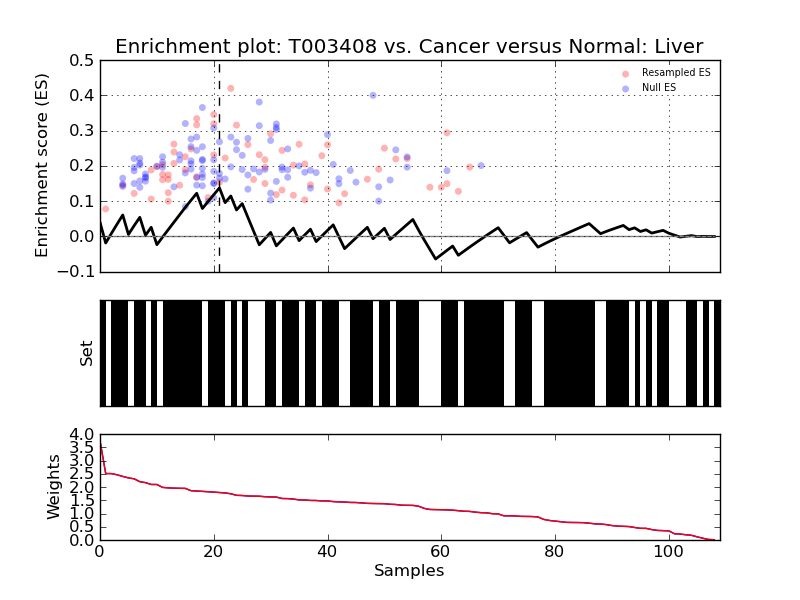 Enrichment plot: T003408 vs. Cancer versus Normal: Liver
Enrichment score (ES)
0.5
0.4
0.3
0.2
0.1
0.0
−0.1
Resampled ES
Null ES
Set
Weights
4.0
3.5
3.0
2.5
2.0
1.5
1.0
0.5
0.0
0 20 40 60 80 100
Samples